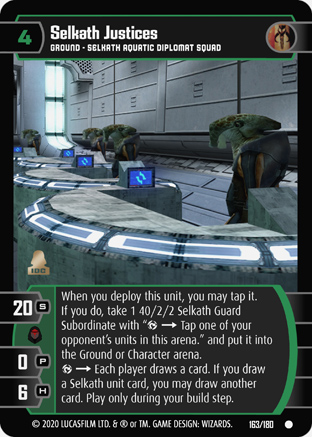 4
Selkath Justices
GROUND - SELKATH AQUATIC DIPLOMAT SQUAD
IDC
20 S
0 P
6 H
When you deploy this unit, you may tap it.
If you do, take 1 40/2/2 Selkath Guard
Subordinate with “ → Tap one of your
opponent’s units in this arena.” and put it into
the Ground or Character arena.
→ Each player draws a card. If you draw
a Selkath unit card, you may draw another
card. Play only during your build step.
© 2020 LUCASFILM LTD. & ® or TM. GAME DESIGN: WIZARDS.
163/180